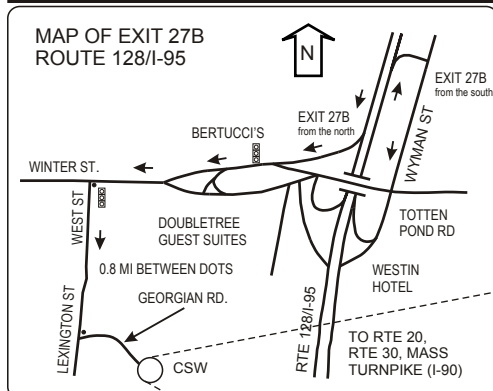 MAP OF EXIT 27B
ROUTE 128/I-95
N
EXIT 27B
from the south
EXIT 27B
from the north
WYMAN ST
BERTUCCI'S
WINTER ST.
WEST ST
DOUBLETREE
GUEST SUITES
TOTTEN
POND RD
0.8 MI BETWEEN DOTS
WESTIN
HOTEL
GEORGIAN RD.
LEXINGTON ST
RTE 128/I-95
CSW
TO RTE 20,
RTE 30, MASS
TURNPIKE (I-90)